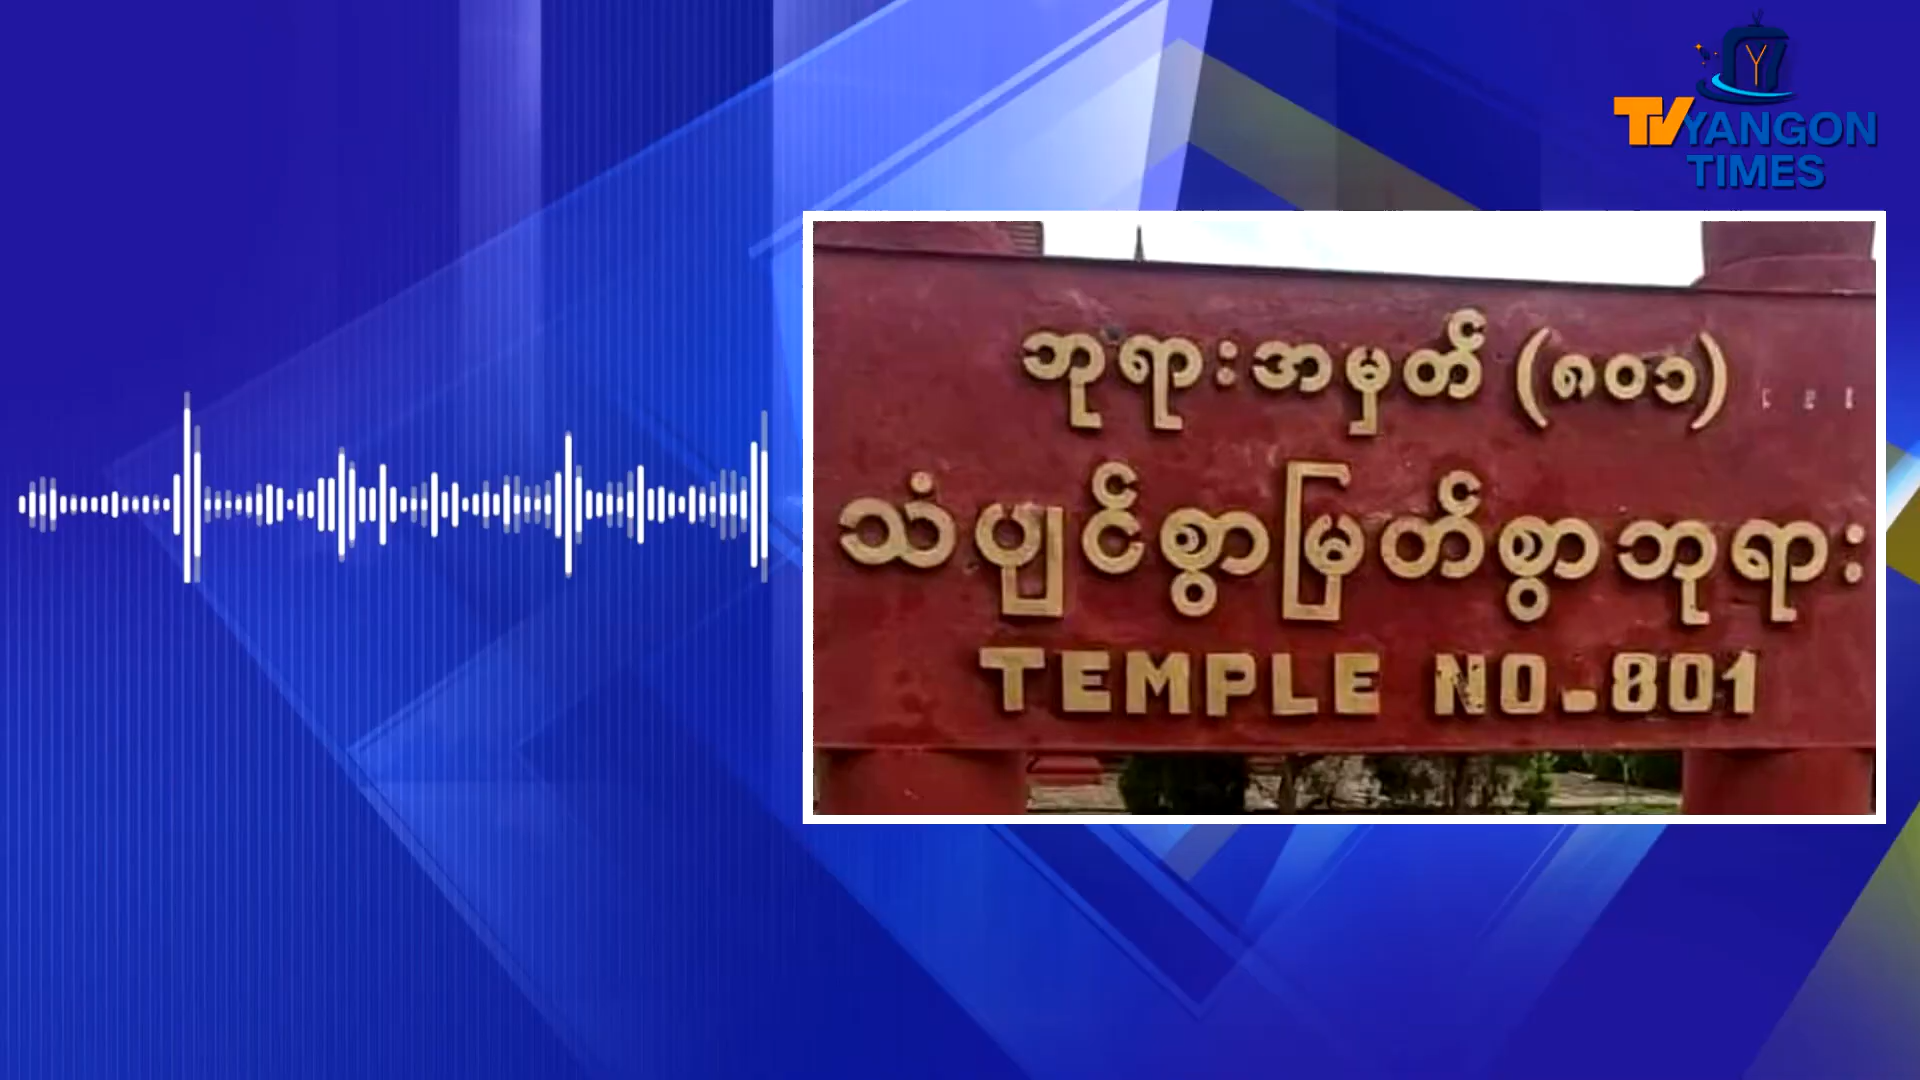 TV YANGON
TIMES
ဘုရားအမှတ် (၈၀၁)
သံပျင်စွာမြတ်စွာဘုရား
TEMPLE NO-801